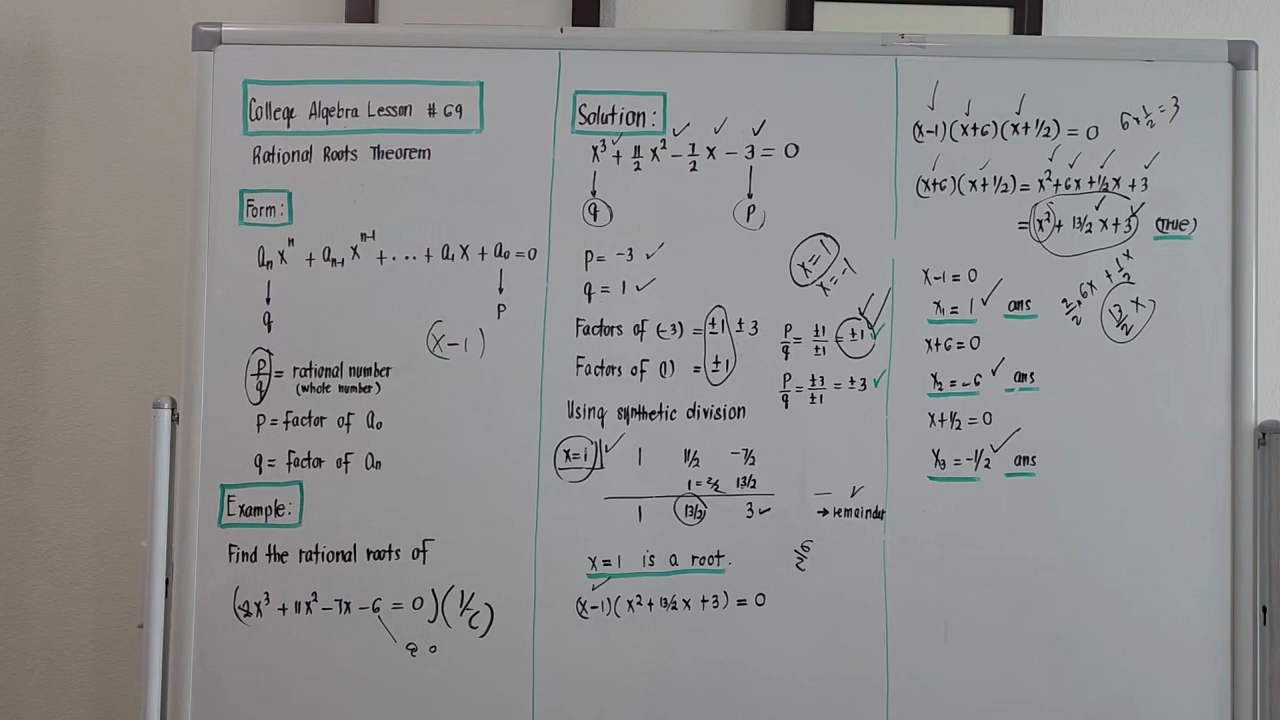 College Algebra Lesson # 69
Rational Roots Theorem
Form:
aₙxⁿ + aₙ₋₁xⁿ⁻¹ + ... + a₁x + a₀ = 0
q
P
(x-1)
P/q = rational number
(whole number)
P = factor of a₀
q = factor of aₙ
Example:
Find the rational roots of
(2x³ + 11x² - 7x - 6 = 0)
Solution:
x³ + 11/2 x² - 7/2 x - 3 = 0
q P
P = -3 ✓
q = 1 ✓
x=1
x=-1
Factors of (-3) = ±1 ±3
Factors of (1) = ±1
P/q = ±1/±1 = ±1 ✓
P/q = ±3/±1 = ±3 ✓
Using synthetic division
x=1 ✓ 1 11/2 -7/2
1=2/2 13/2
1 13/2 3 ✓
→ remainder
x=1 is a root.
(x-1)(x² + 13/2 x + 3) = 0
(x-1)(x+6)(x+1/2) = 0
6 × 1/2 = 3
(x+6)(x+1/2) = x² + 6x + 1/2 x + 3
= x² + 13/2 x + 3 (TRUE)
x-1=0
x₁ = 1 ✓ ans
2/2 · 6x + 1/2 x
13/2 x
x+6=0
x₂ = -6 ✓ ans
x+1/2=0
x₃ = -1/2 ✓ ans